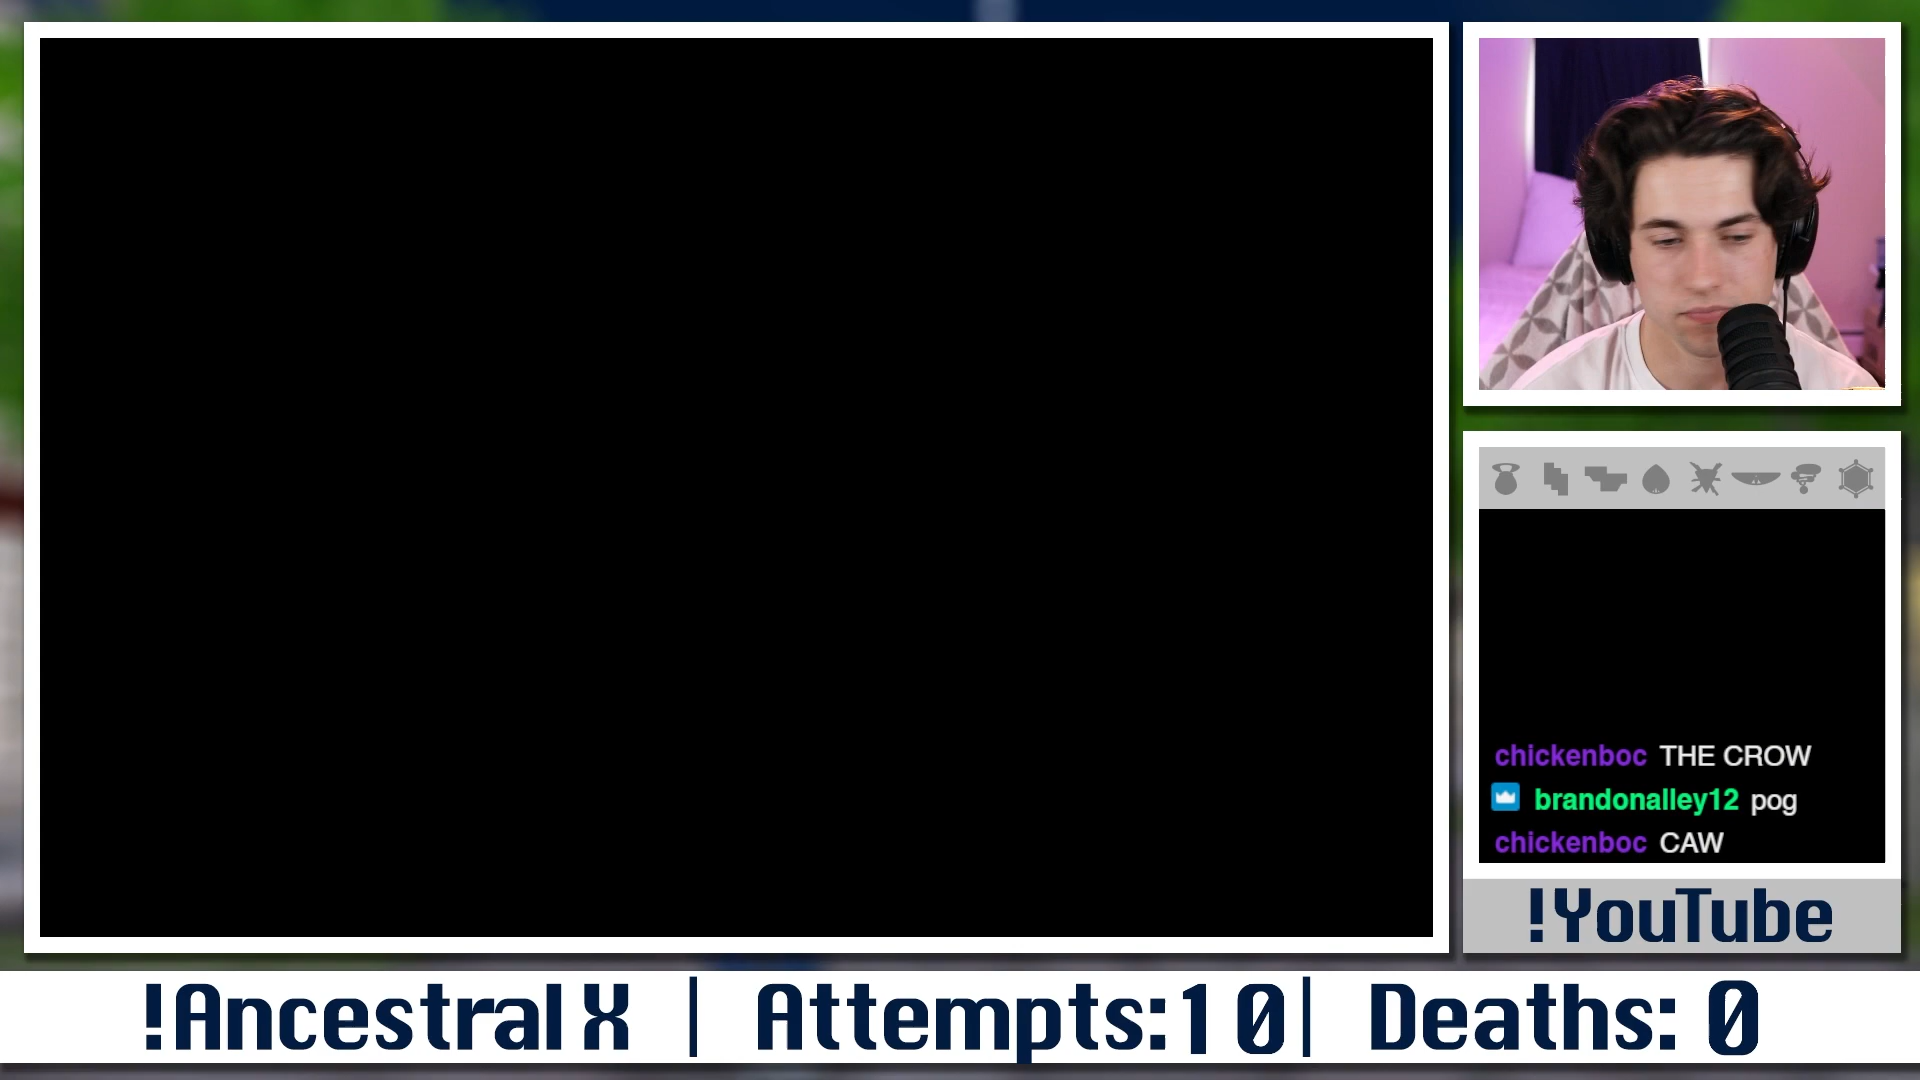 chickenboc THE CROW
brandonalley12 pog
chickenboc CAW
!YouTube
!Ancestral X | Attempts:10| Deaths: 0